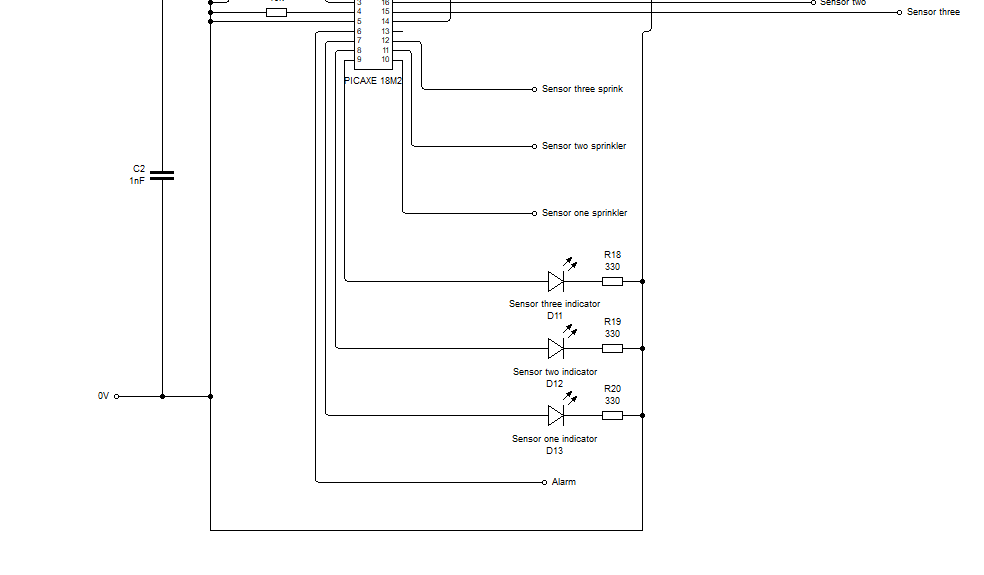 3 16 Sensor two
4 15 Sensor three
5 14
6 13
7 12
8 11
9 10
PICAXE 18M2
Sensor three sprink
Sensor two sprinkler
C2
1nF
Sensor one sprinkler
R18
330
Sensor three indicator
D11
R19
330
Sensor two indicator
D12
R20
330
0V
Sensor one indicator
D13
Alarm